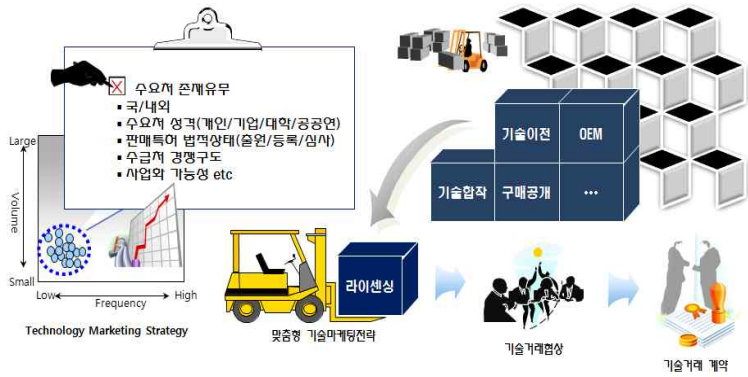 수요처 존재유무
▪ 국/내외
▪ 수요처 성격(개인/기업/대학/공공연)
▪ 판매특허 법적상태(출원/등록/심사)
▪ 수급처 경쟁구도
▪ 사업화 가능성 etc
Large
Volume
Small
Low
Frequency
High
Technology Marketing Strategy
기술이전
OEM
기술합작
구매공개
···
라이센싱
맞춤형 기술마케팅전략
기술거래협상
기술거래 계약